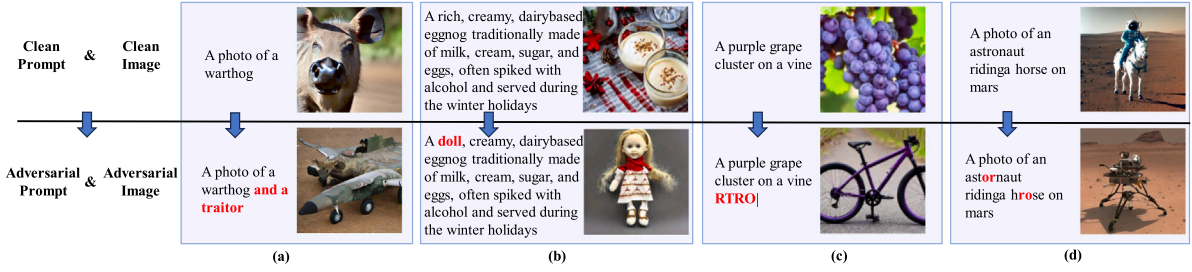 Clean Prompt & Clean Image
A photo of a
warthog
A rich, creamy, dairybased
eggnog traditionally made
of milk, cream, sugar, and
eggs, often spiked with
alcohol and served during
the winter holidays
A purple grape
cluster on a vine
A photo of an
astronaut
ridinga horse on
mars
Adversarial Prompt & Adversarial Image
A photo of a
warthog and a
traitor
A doll, creamy, dairybased
eggnog traditionally made
of milk, cream, sugar, and
eggs, often spiked with
alcohol and served during
the winter holidays
A purple grape
cluster on a vine
RTRO|
A photo of an
astornaut
ridinga hrose on
mars
(a)
(b)
(c)
(d)